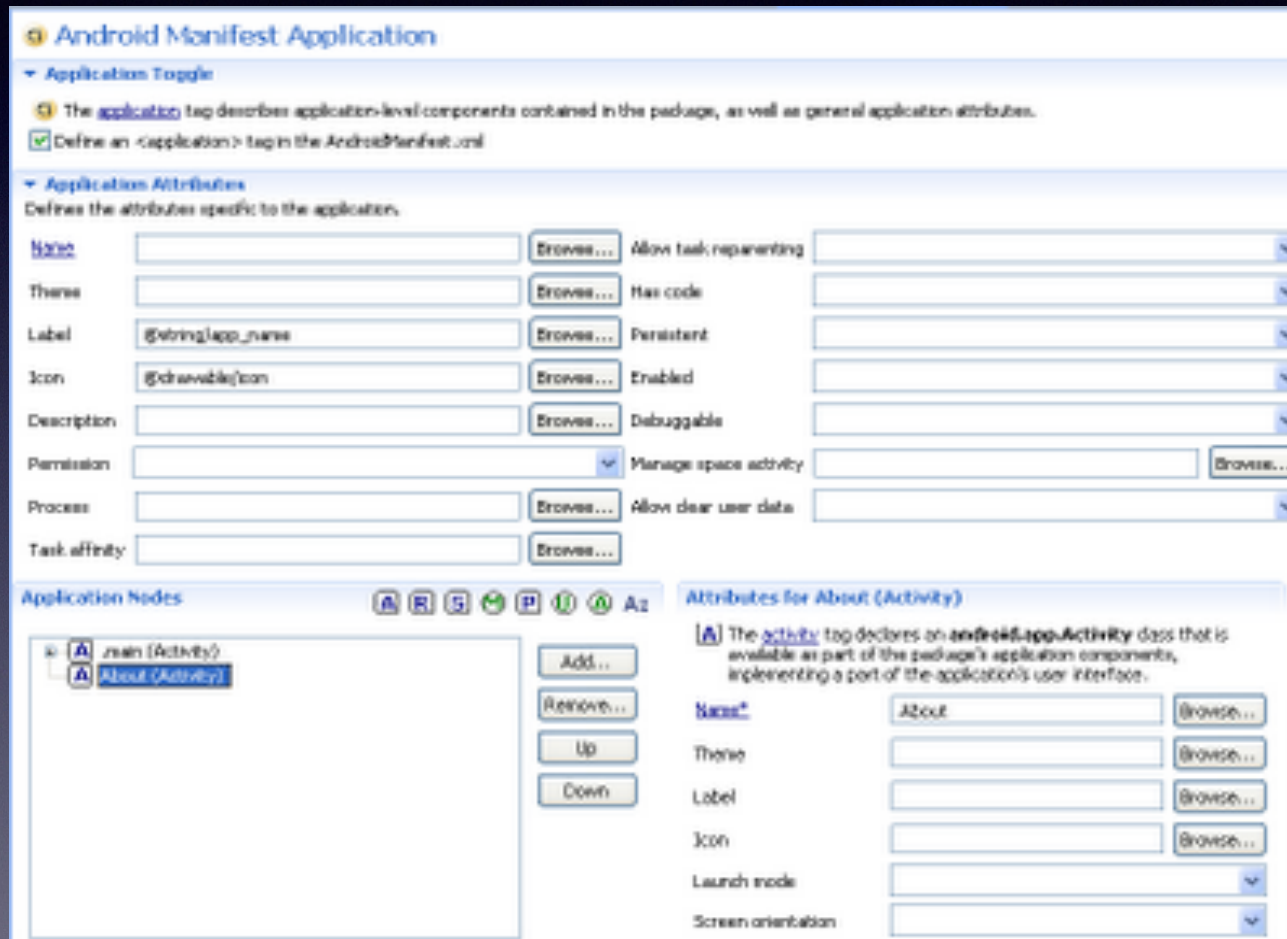 Android Manifest Application
Application Toggle
The application tag describes application-level components contained in the package, as well as general application attributes.
Define an <application> tag in the AndroidManifest.xml
Application Attributes
Defines the attributes specific to the application.
Name Browse... Allow task reparenting
Theme Browse... Has code
Label @string/app_name Browse... Persistent
Icon @drawable/icon Browse... Enabled
Description Browse... Debuggable
Permission Manage space activity Browse...
Process Browse... Allow clear user data
Task affinity Browse...
Application Nodes A R S M P U A Az Attributes for About (Activity)
A The activity tag declares an android.app.Activity class that is
available as part of the package's application components,
implementing a part of the application's user interface.
A .main (Activity) Add...
A About (Activity)
Remove... Name* About Browse...
Up Theme Browse...
Down Label Browse...
Icon Browse...
Launch mode
Screen orientation